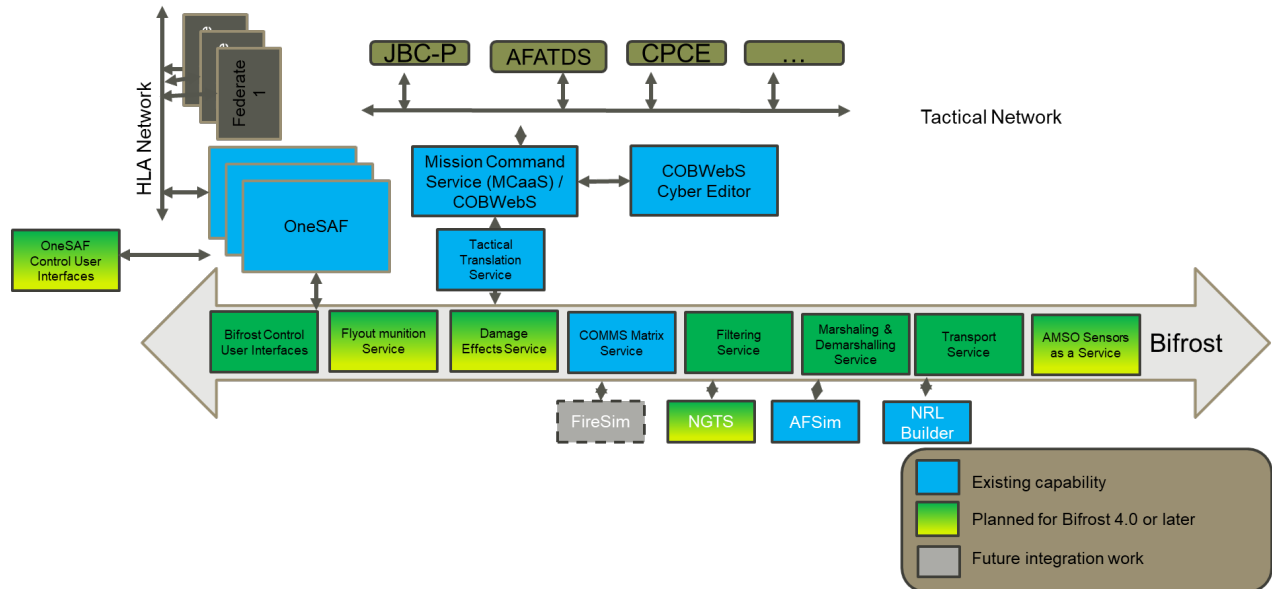 JBC-P
AFATDS
CPCE
...
Tactical Network
HLA Network
e
e
Federate
1
Mission Command
Service (MCaaS) /
COBWebS
COBWebS
Cyber Editor
OneSAF
OneSAF
Control User
Interfaces
Tactical
Translation
Service
Bifrost Control
User Interfaces
Flyout munition
Service
Damage
Effects Service
COMMS Matrix
Service
Filtering
Service
Marshaling &
Demarshalling
Service
Transport
Service
AMSO Sensors
as a Service
Bifrost
FireSim
NGTS
AFSim
NRL
Builder
Existing capability
Planned for Bifrost 4.0 or later
Future integration work